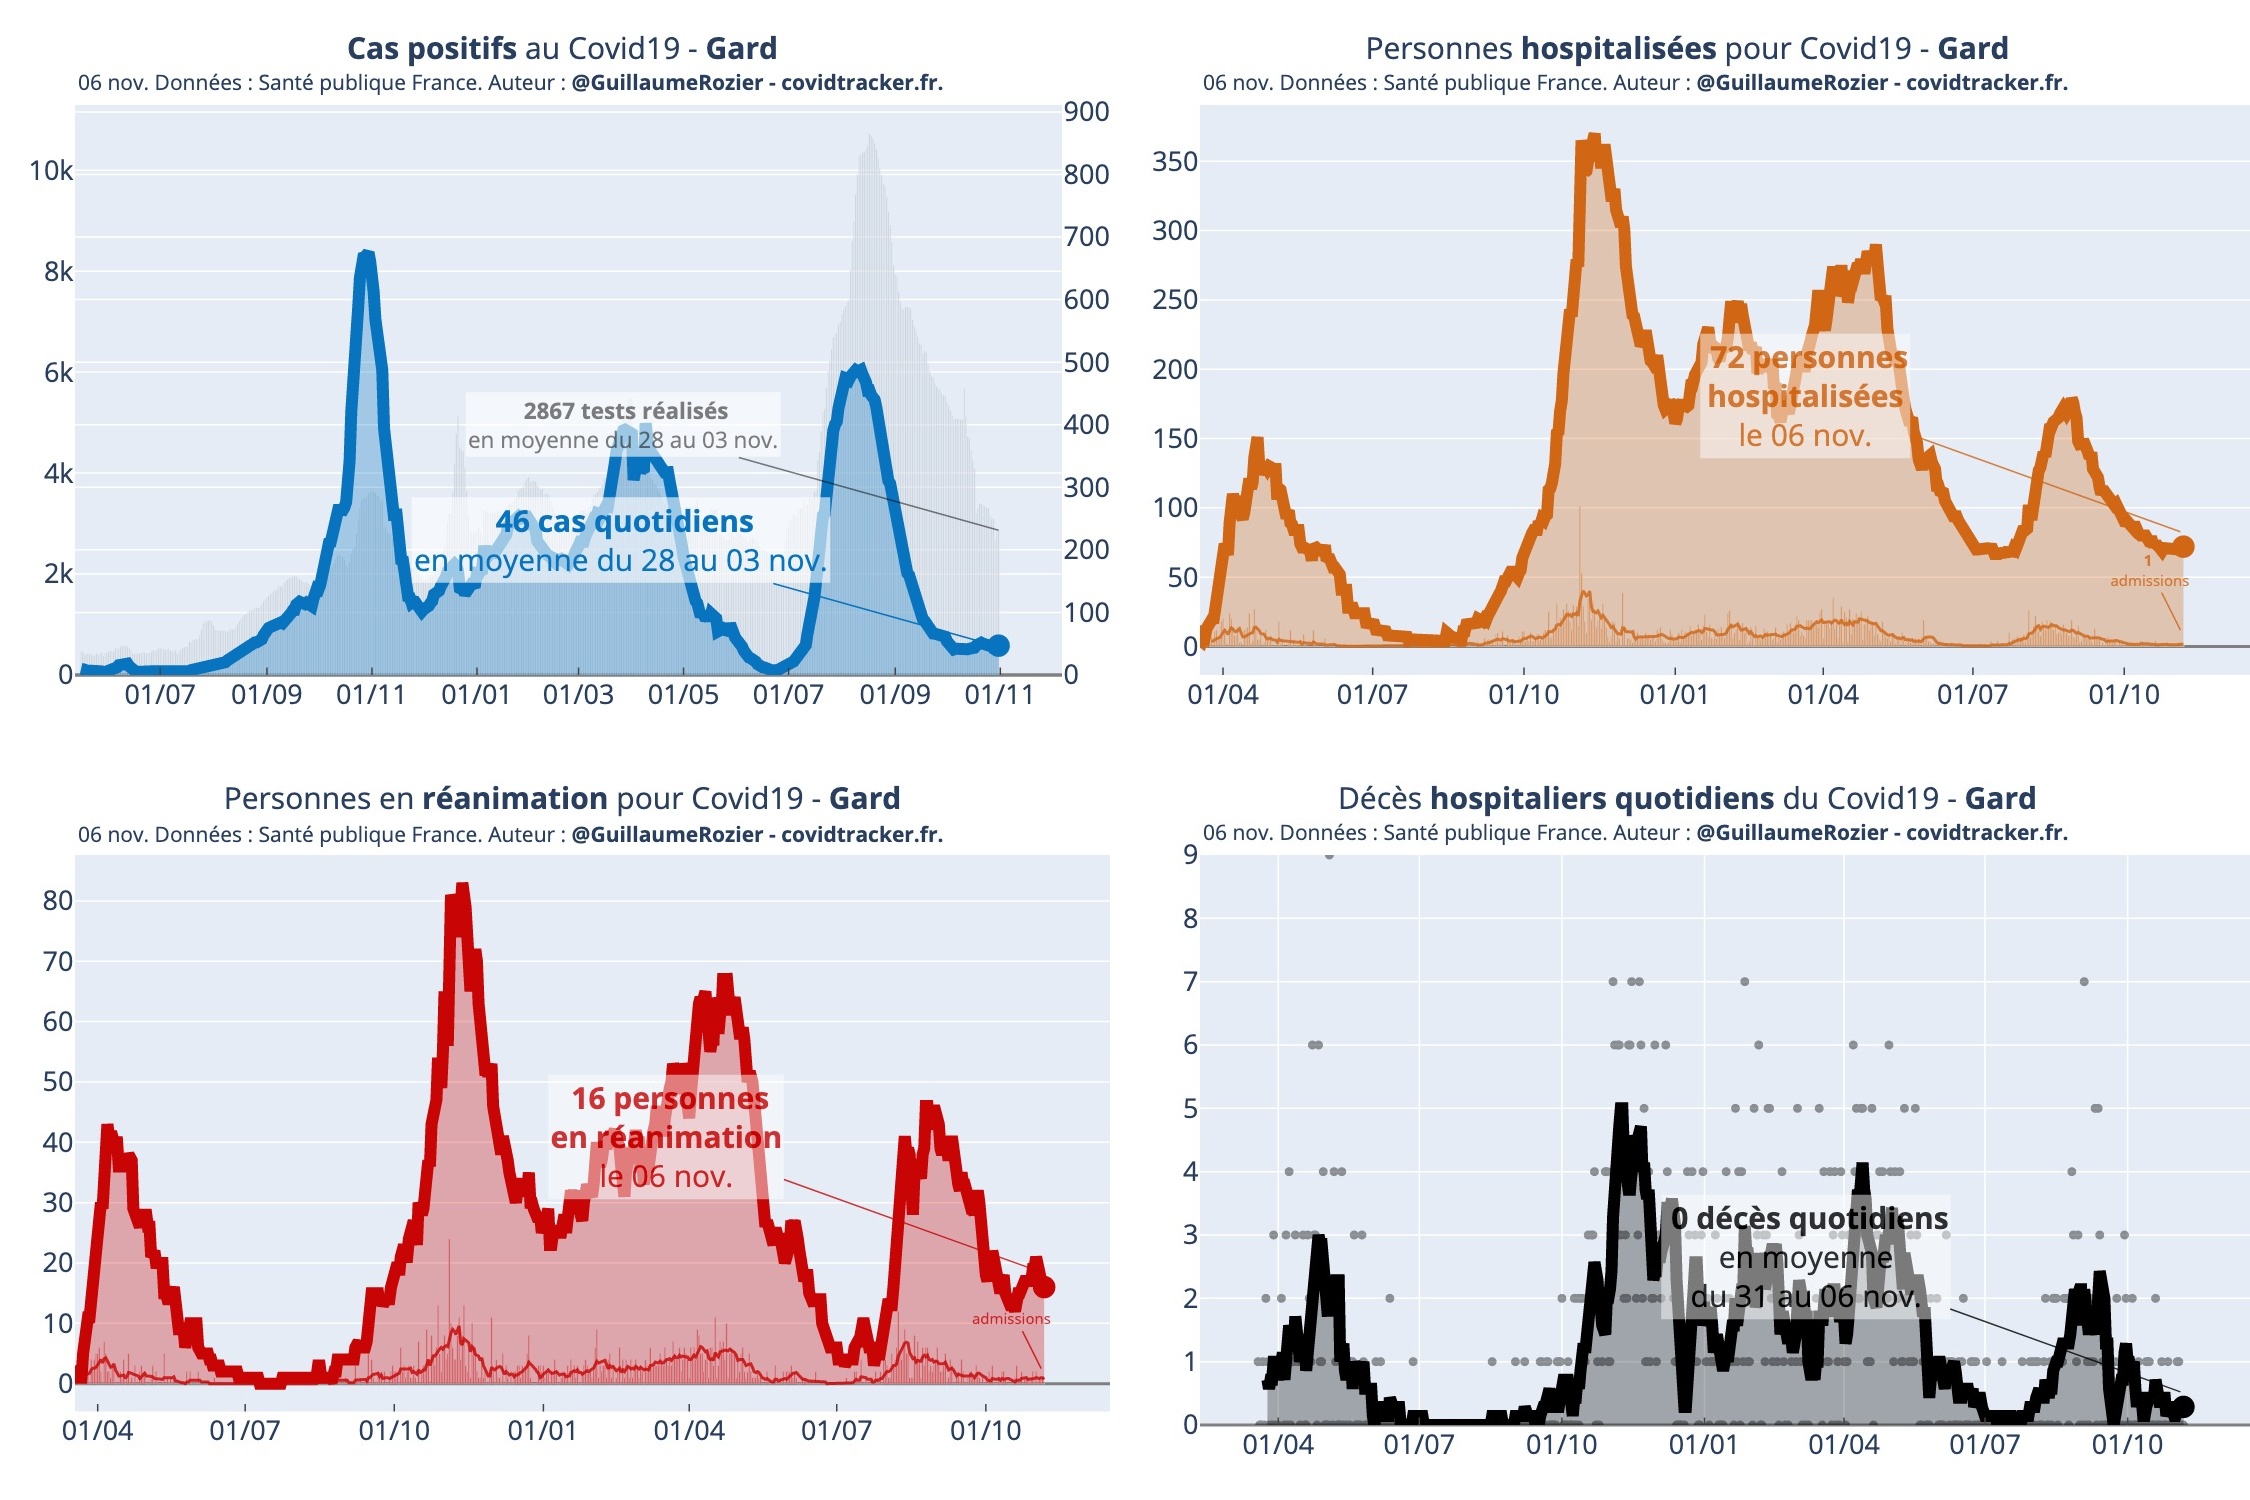 Cas positifs au Covid19 - Gard
06 nov. Données : Santé publique France. Auteur : @GuillaumeRozier - covidtracker.fr.
900
800
700
600
500
400
300
200
100
0
10k
8k
6k
4k
2k
0
2867 tests réalisés
en moyenne du 28 au 03 nov.
46 cas quotidiens
en moyenne du 28 au 03 nov.
01/07 01/09 01/11 01/01 01/03 01/05 01/07 01/09 01/11
Personnes hospitalisées pour Covid19 - Gard
06 nov. Données : Santé publique France. Auteur : @GuillaumeRozier - covidtracker.fr.
350
300
250
200
150
100
50
0
72 personnes
hospitalisées
le 06 nov.
1
admissions
01/04 01/07 01/10 01/01 01/04 01/07 01/10
Personnes en réanimation pour Covid19 - Gard
06 nov. Données : Santé publique France. Auteur : @GuillaumeRozier - covidtracker.fr.
80
70
60
50
40
30
20
10
0
16 personnes
en réanimation
le 06 nov.
admissions
01/04 01/07 01/10 01/01 01/04 01/07 01/10
Décès hospitaliers quotidiens du Covid19 - Gard
06 nov. Données : Santé publique France. Auteur : @GuillaumeRozier - covidtracker.fr.
9
8
7
6
5
4
3
2
1
0
0 décès quotidiens
en moyenne
du 31 au 06 nov.
01/04 01/07 01/10 01/01 01/04 01/07 01/10